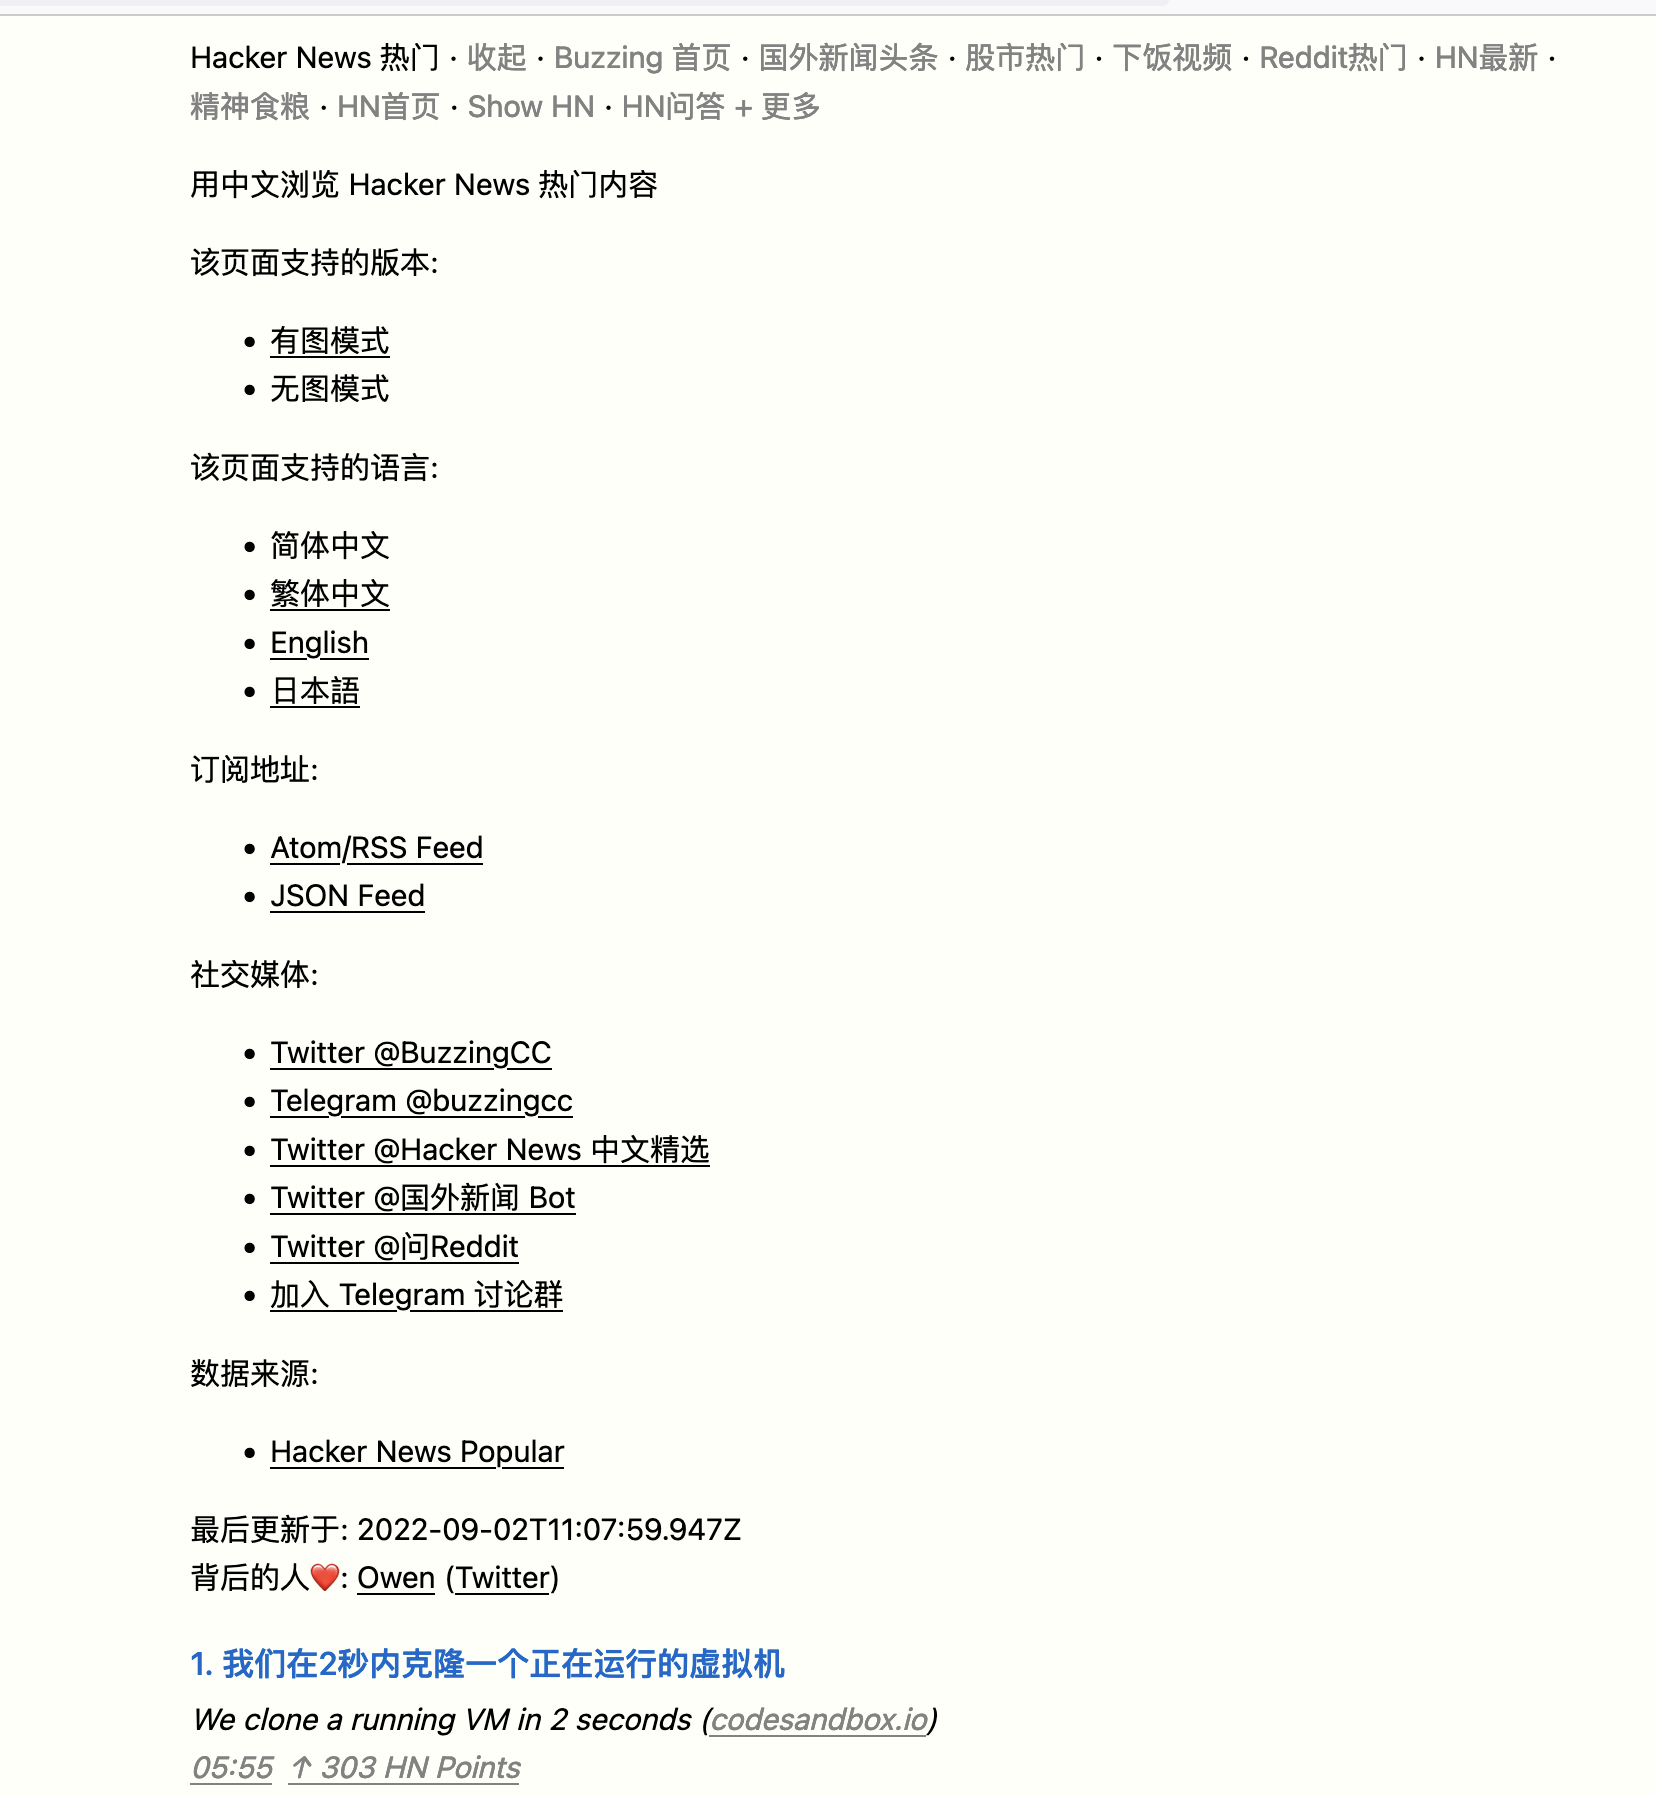 Hacker News 热门 · 收起 · Buzzing 首页 · 国外新闻头条 · 股市热门 · 下饭视频 · Reddit热门 · HN最新 ·
精神食粮 · HN首页 · Show HN · HN问答 + 更多
用中文浏览 Hacker News 热门内容
该页面支持的版本:
• 有图模式
• 无图模式
该页面支持的语言:
• 简体中文
• 繁体中文
• English
• 日本語
订阅地址:
• Atom/RSS Feed
• JSON Feed
社交媒体:
• Twitter @BuzzingCC
• Telegram @buzzingcc
• Twitter @Hacker News 中文精选
• Twitter @国外新闻 Bot
• Twitter @问Reddit
• 加入 Telegram 讨论群
数据来源:
• Hacker News Popular
最后更新于: 2022-09-02T11:07:59.947Z
背后的人❤️: Owen (Twitter)
1. 我们在2秒内克隆一个正在运行的虚拟机
We clone a running VM in 2 seconds (codesandbox.io)
05:55 ↑ 303 HN Points